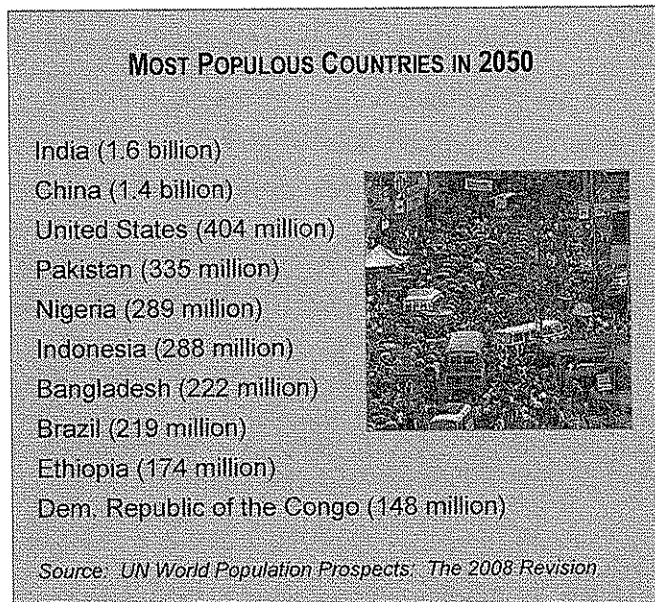 MOST POPULOUS COUNTRIES IN 2050
India (1.6 billion)
China (1.4 billion)
United States (404 million)
Pakistan (335 million)
Nigeria (289 million)
Indonesia (288 million)
Bangladesh (222 million)
Brazil (219 million)
Ethiopia (174 million)
Dem. Republic of the Congo (148 million)
Source: UN World Population Prospects: The 2008 Revision